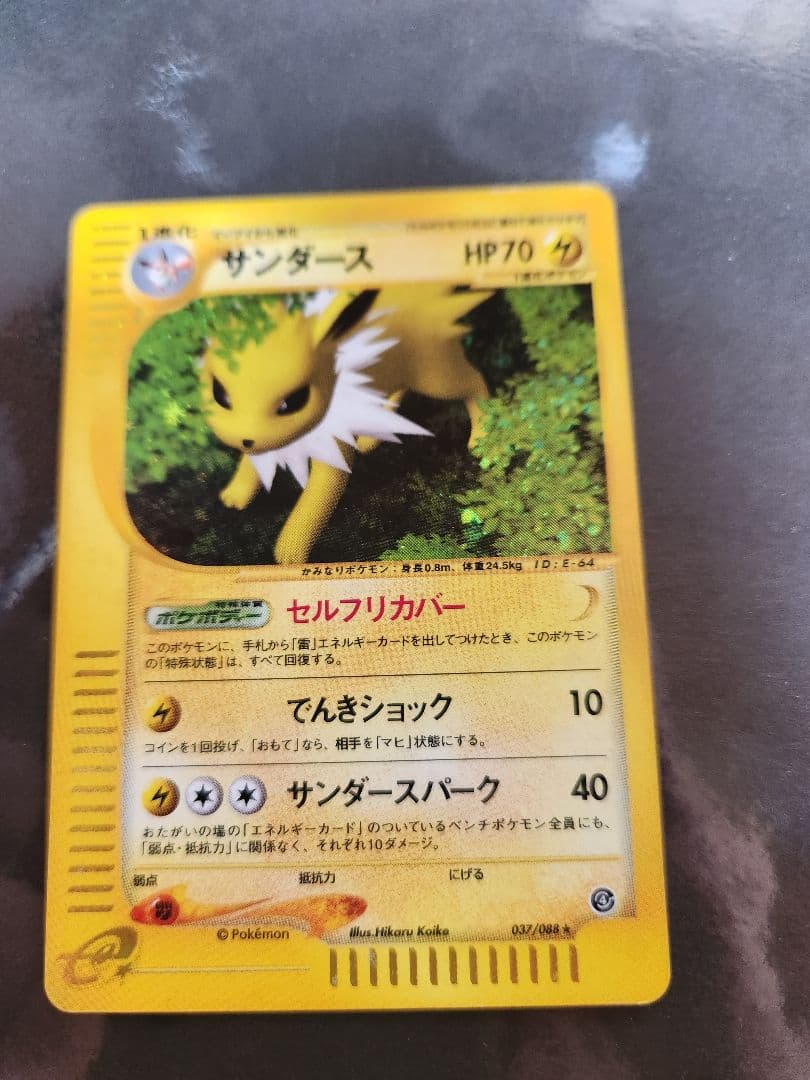 1進化
サンダース
HP70
かみなりポケモン：身長0.8m、体重24.5kg ID:E-64
特殊体質
ポケボディー
セルフリカバー
このポケモンに、手札から「雷」エネルギーカードを出してつけたとき、このポケモン
の「特殊状態」は、すべて回復する。
でんきショック 10
コインを1回投げ、「おもて」なら、相手を「マヒ」状態にする。
サンダースパーク 40
おたがいの場の「エネルギーカード」のついているベンチポケモン全員にも、
「弱点・抵抗力」に関係なく、それぞれ10ダメージ。
弱点 抵抗力 にげる
© Pokémon Illus.Hikaru Koike 037/088 ★